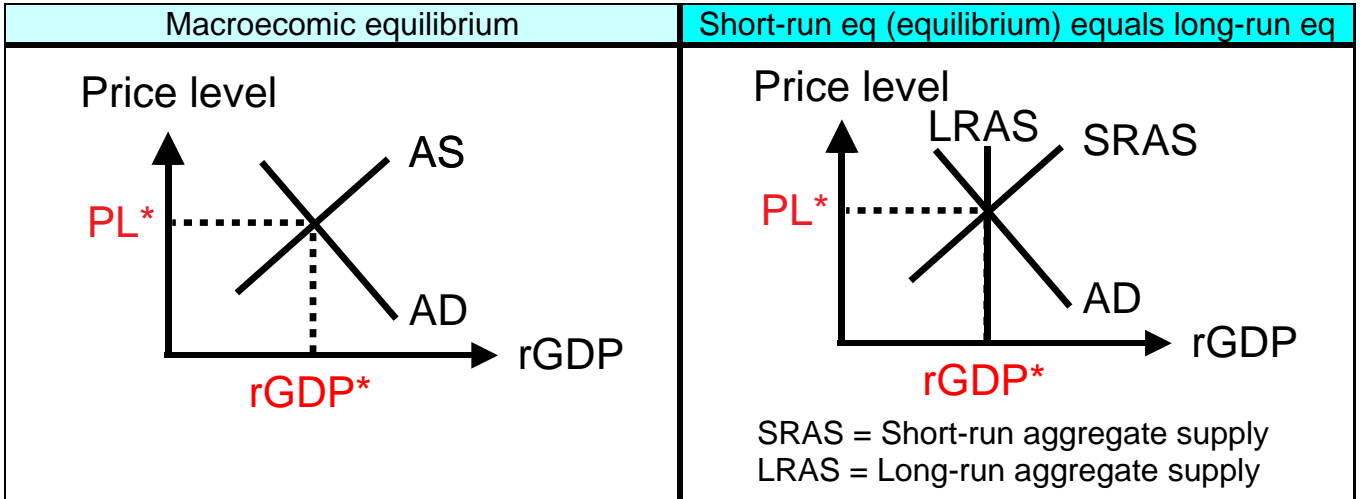 Macroecomic equilibrium
Price level
AS
PL*
AD
rGDP
rGDP*
Short-run eq (equilibrium) equals long-run eq
Price level
LRAS
SRAS
PL*
AD
rGDP
rGDP*
SRAS = Short-run aggregate supply
LRAS = Long-run aggregate supply